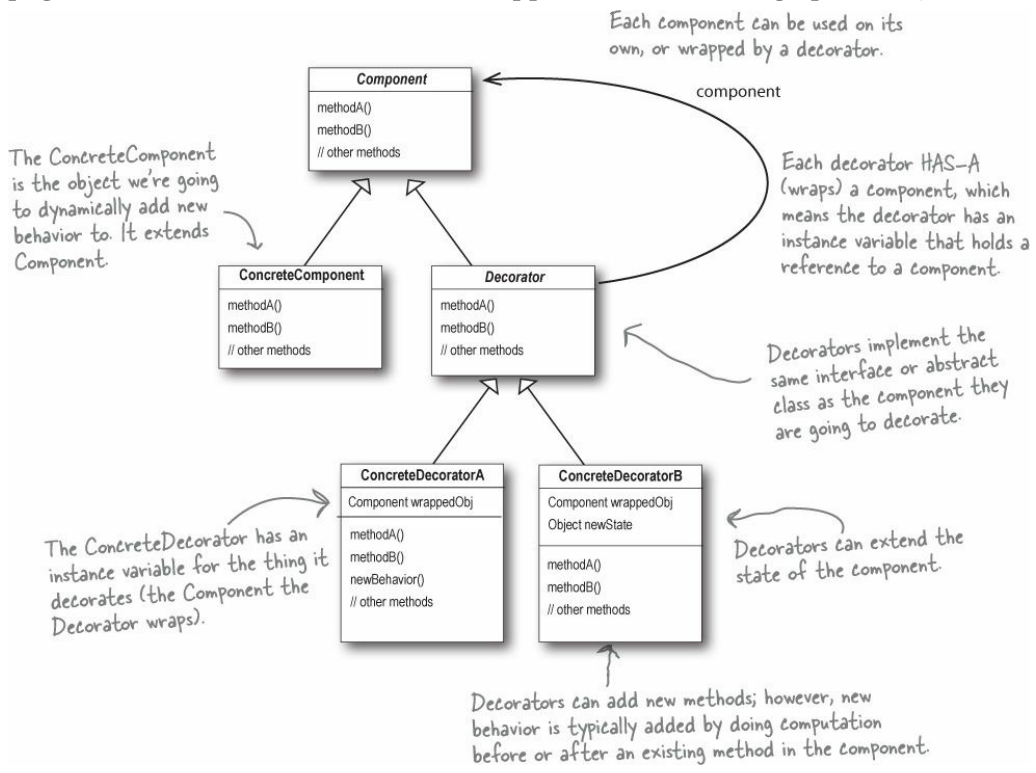 Each component can be used on its
own, or wrapped by a decorator.
Component
methodA()
methodB()
// other methods
component
The ConcreteComponent
is the object we're going
to dynamically add new
behavior to. It extends
Component.
Each decorator HAS-A
(wraps) a component, which
means the decorator has an
instance variable that holds a
reference to a component.
ConcreteComponent
methodA()
methodB()
// other methods
Decorator
methodA()
methodB()
// other methods
Decorators implement the
same interface or abstract
class as the component they
are going to decorate.
ConcreteDecoratorA
Component wrappedObj
methodA()
methodB()
newBehavior()
// other methods
ConcreteDecoratorB
Component wrappedObj
Object newState
methodA()
methodB()
// other methods
The ConcreteDecorator has an
instance variable for the thing it
decorates (the Component the
Decorator wraps).
Decorators can extend the
state of the component.
Decorators can add new methods; however, new
behavior is typically added by doing computation
before or after an existing method in the component.